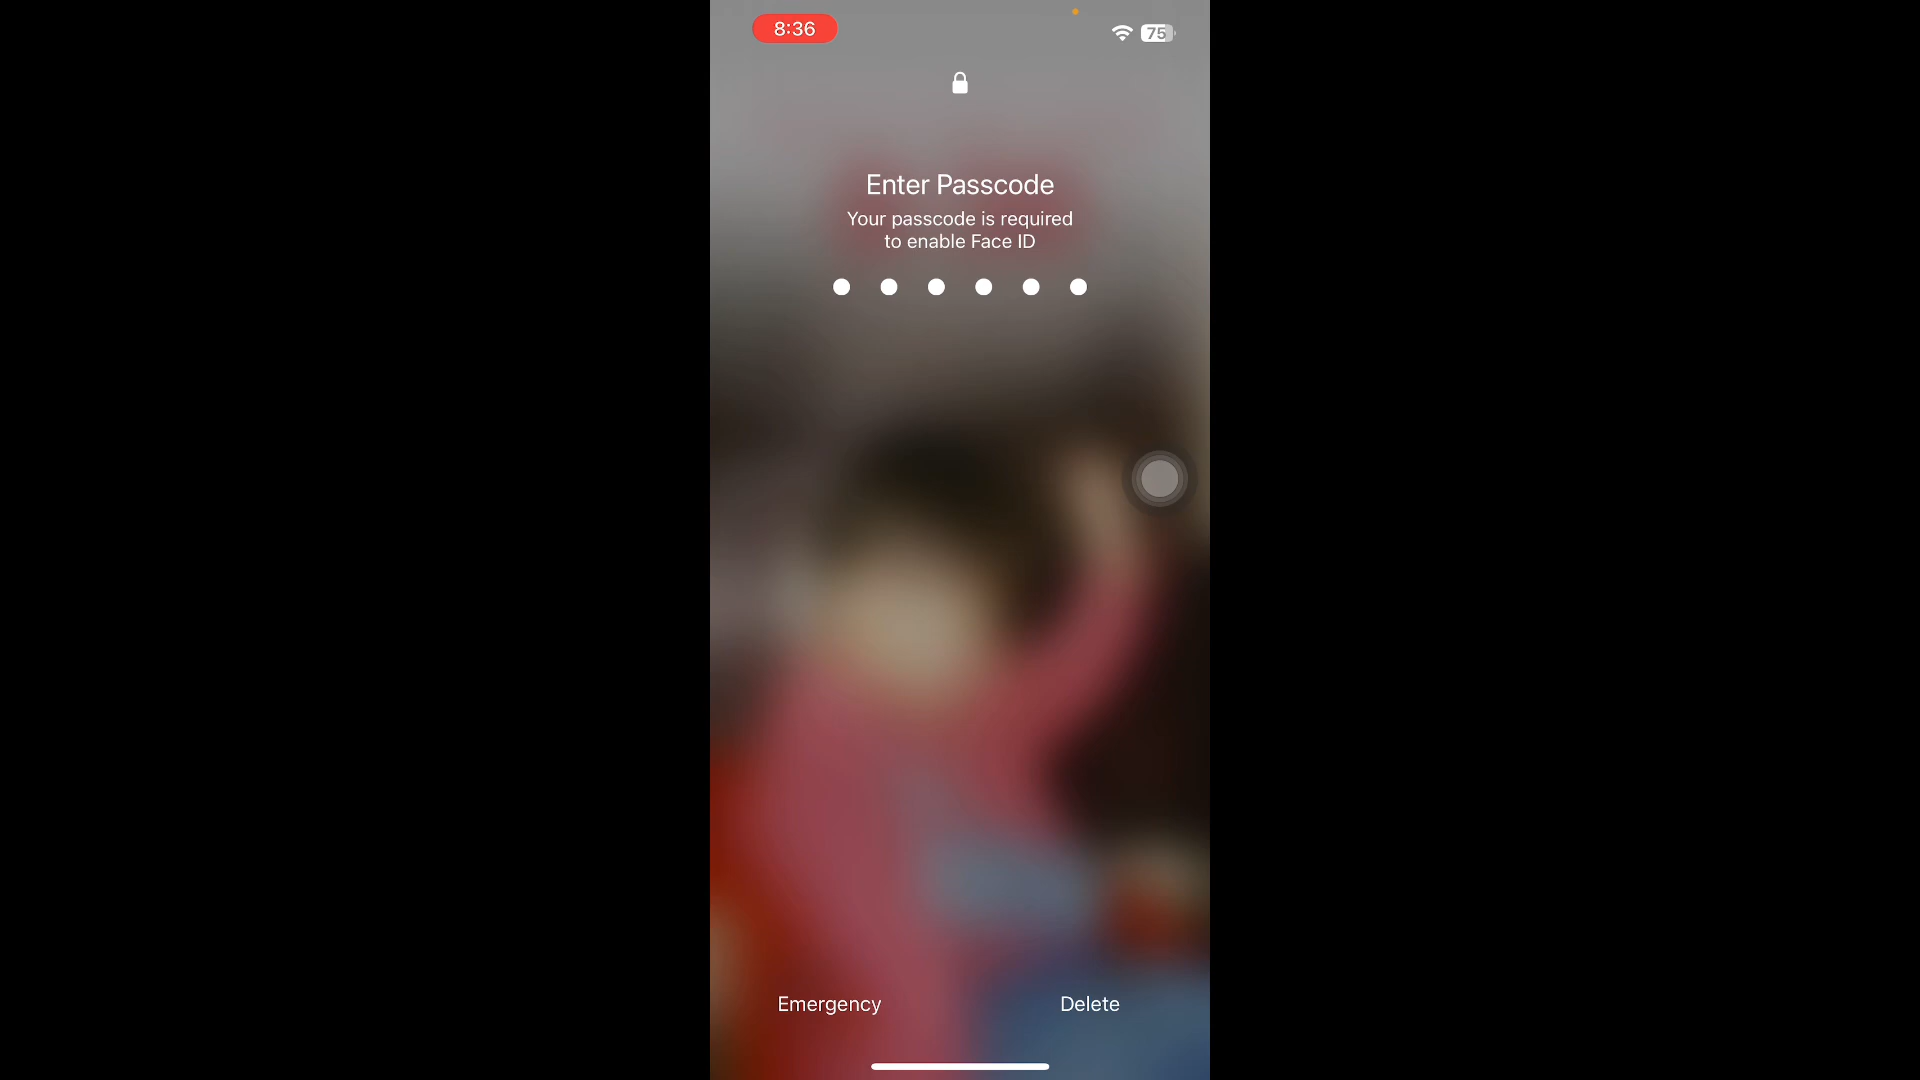 8:36
75
Enter Passcode
Your passcode is required
to enable Face ID
Emergency
Delete